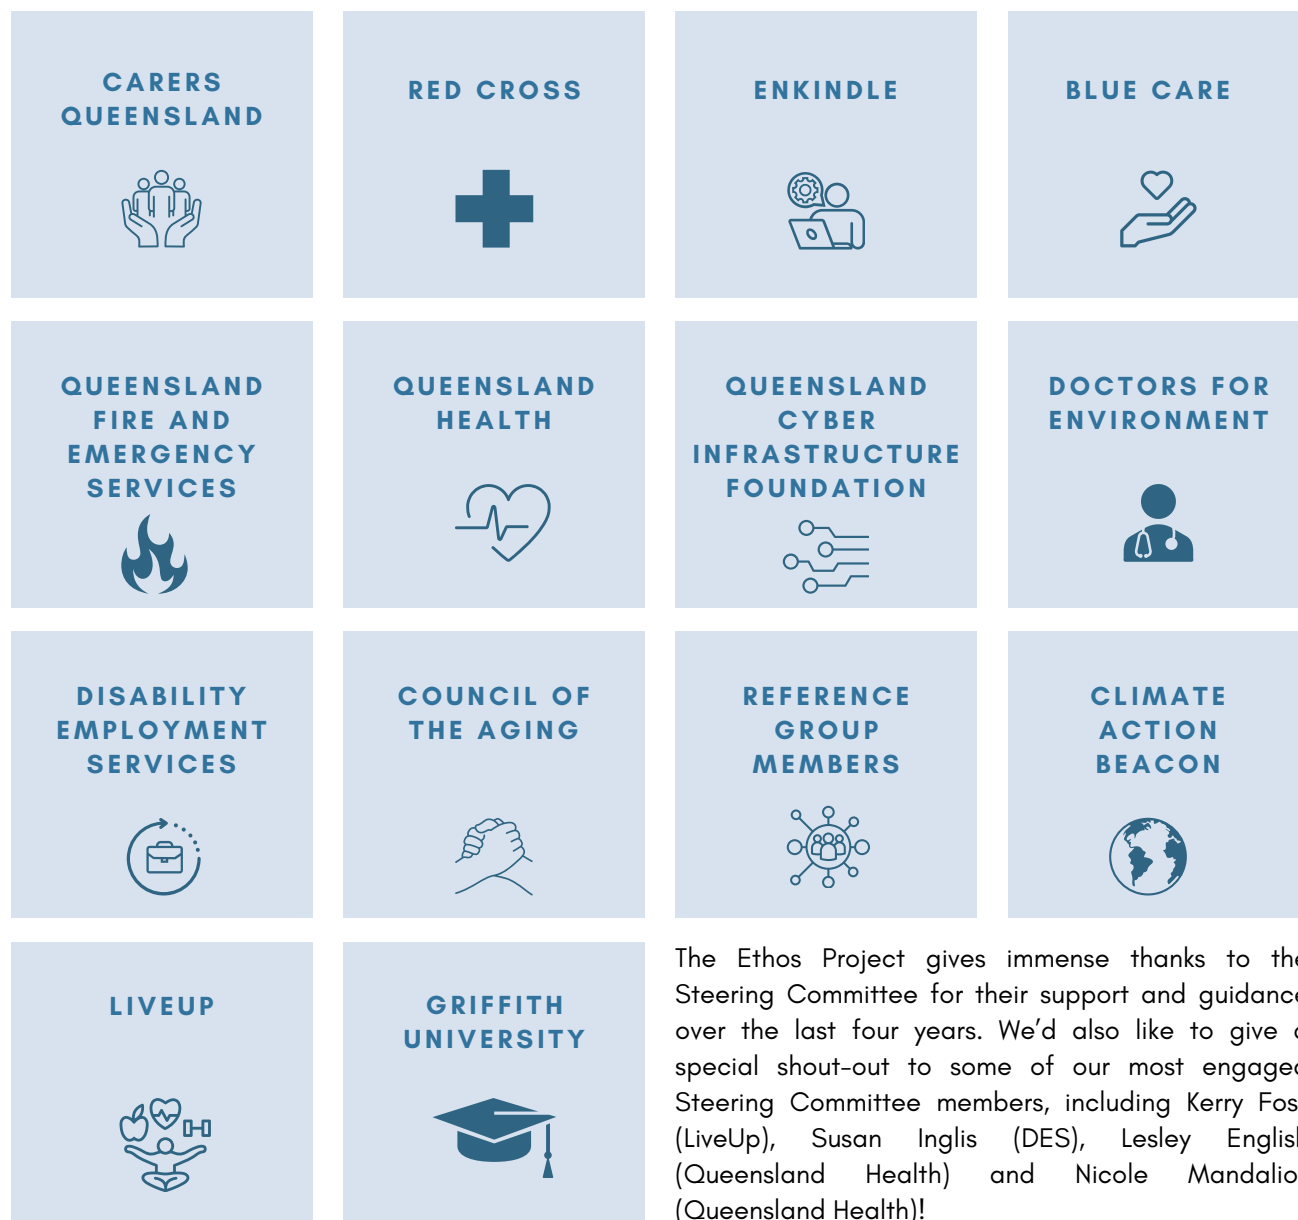 CARERS
QUEENSLAND
RED CROSS
ENKINDLE
BLUE CARE
QUEENSLAND
FIRE AND
EMERGENCY
SERVICES
QUEENSLAND
HEALTH
QUEENSLAND
CYBER
INFRASTRUCTURE
FOUNDATION
DOCTORS FOR
ENVIRONMENT
DISABILITY
EMPLOYMENT
SERVICES
COUNCIL OF
THE AGING
REFERENCE
GROUP
MEMBERS
CLIMATE
ACTION
BEACON
LIVEUP
GRIFFITH
UNIVERSITY
The Ethos Project gives immense thanks to the
Steering Committee for their support and guidance
over the last four years. We’d also like to give a
special shout-out to some of our most engaged
Steering Committee members, including Kerry
(LiveUp), Susan Inglis (DES), Lesley English
(Queensland Health) and Nicole
(Queensland Health)!